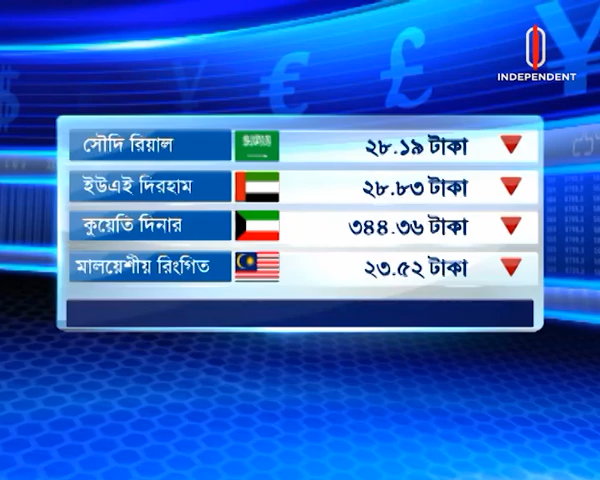 INDEPENDENT
সৌদি রিয়াল ২৮.১৯ টাকা
ইউএই দিরহাম ২৮.৮৩ টাকা
কুয়েতি দিনার ৩৪৪.৩৬ টাকা
মালয়েশীয় রিংগিত ২৩.৫২ টাকা